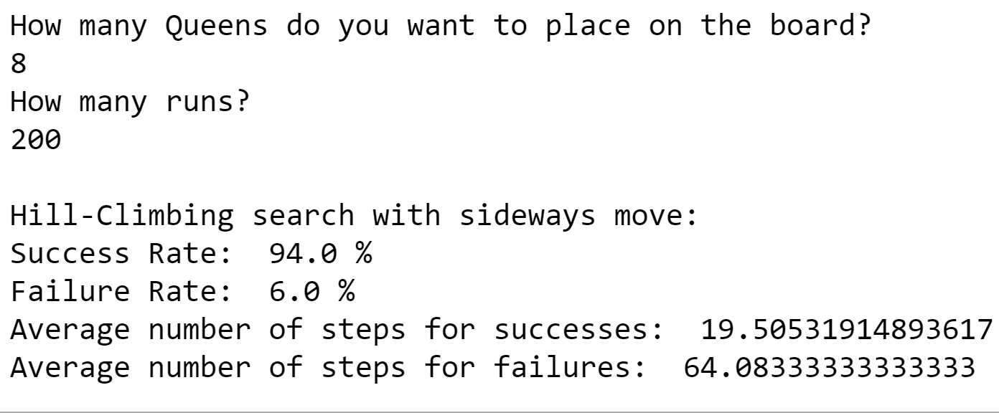 How many Queens do you want to place on the board?
8
How many runs?
200
Hill-Climbing search with sideways move:
Success Rate:  94.0 %
Failure Rate:  6.0 %
Average number of steps for successes:  19.50531914893617
Average number of steps for failures:  64.08333333333333